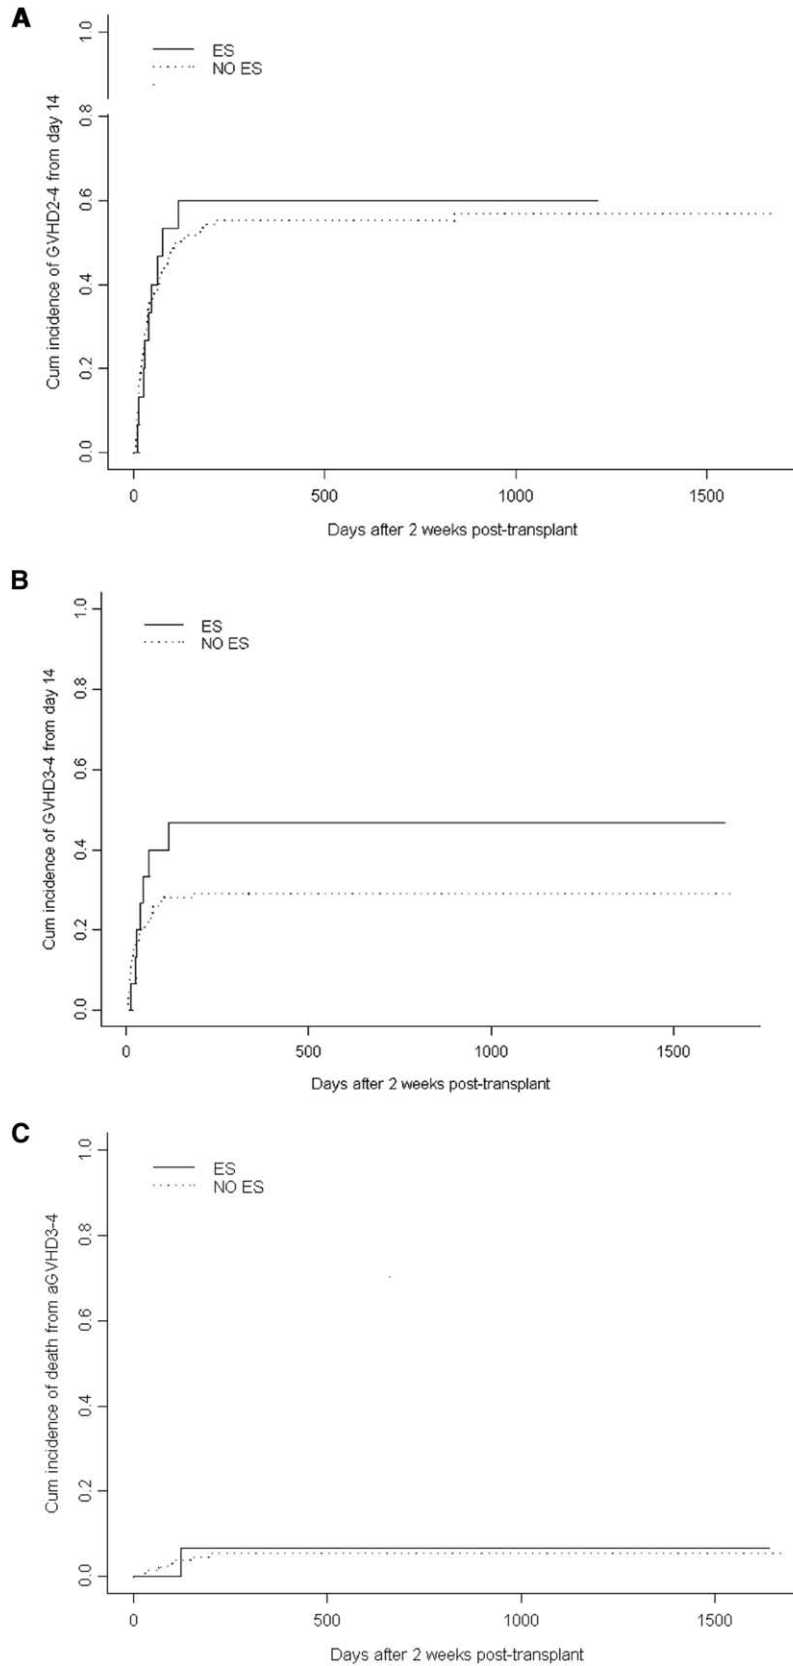 A
Cum incidence of GVHD2-4 from day 14
1.0
0.8
0.6
0.4
0.2
0.0
ES
NO ES
0 500 1000 1500
Days after 2 weeks post-transplant
B
Cum incidence of GVHD3-4 from day 14
1.0
0.8
0.6
0.4
0.2
0.0
ES
NO ES
0 500 1000 1500
Days after 2 weeks post-transplant
C
Cum incidence of death from aGVHD3-4
1.0
0.8
0.6
0.4
0.2
0.0
ES
NO ES
0 500 1000 1500
Days after 2 weeks post-transplant